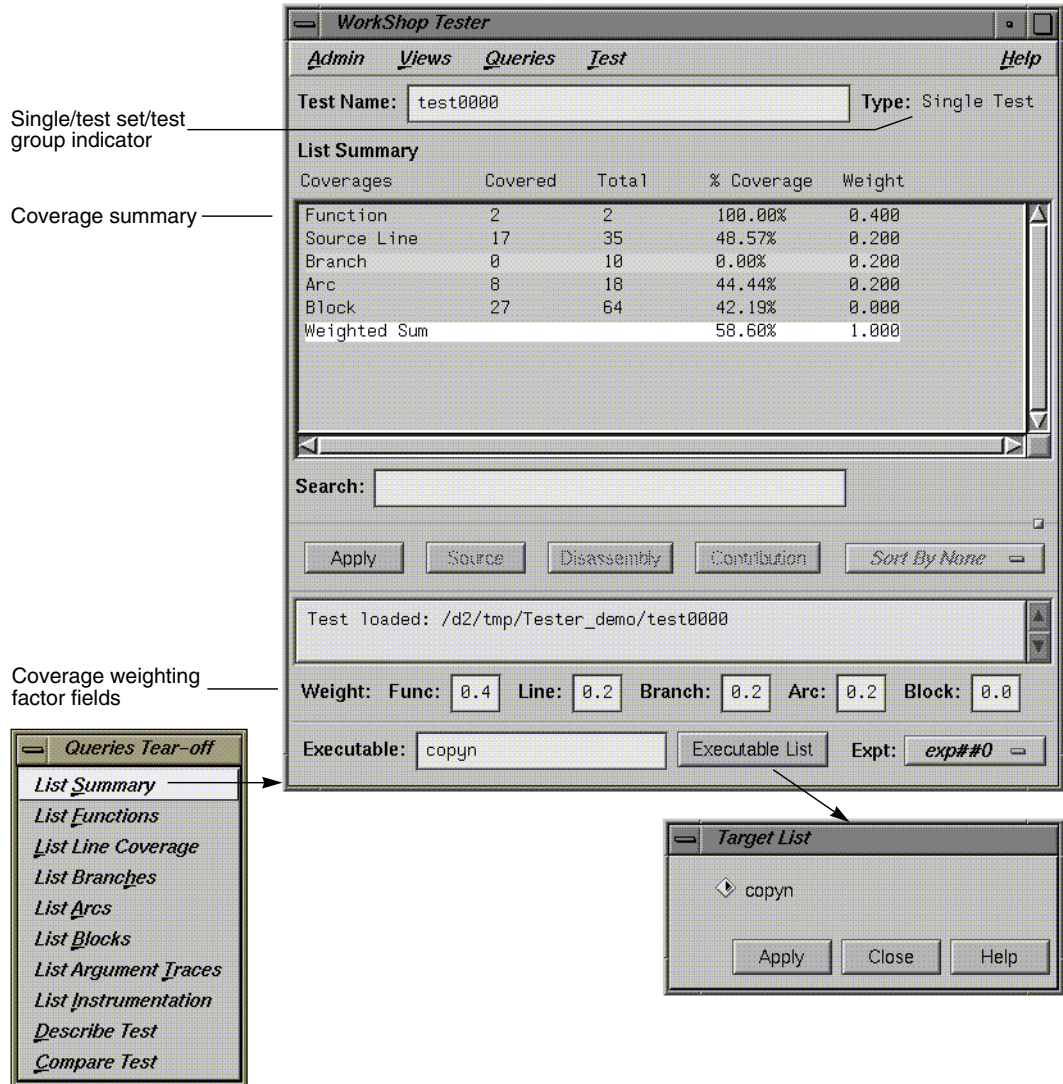 WorkShop Tester
Admin Views Queries Test Help
Test Name: test0000 Type: Single Test
Single/test set/test
group indicator
List Summary
Coverages Covered Total % Coverage Weight
Coverage summary
Function 2 2 100.00% 0.400
Source Line 17 35 48.57% 0.200
Branch 0 10 0.00% 0.200
Arc 8 18 44.44% 0.200
Block 27 64 42.19% 0.000
Weighted Sum 58.60% 1.000
Search:
Apply Source Disassembly Contribution Sort By None
Test loaded: /d2/tmp/Tester_demo/test0000
Coverage weighting
factor fields
Weight: Func: 0.4 Line: 0.2 Branch: 0.2 Arc: 0.2 Block: 0.0
Executable: copyn Executable List Expt: exp##0
Queries Tear-off
List Summary
List Functions
List Line Coverage
List Branches
List Arcs
List Blocks
List Argument Traces
List Instrumentation
Describe Test
Compare Test
Target List
copyn
Apply Close Help